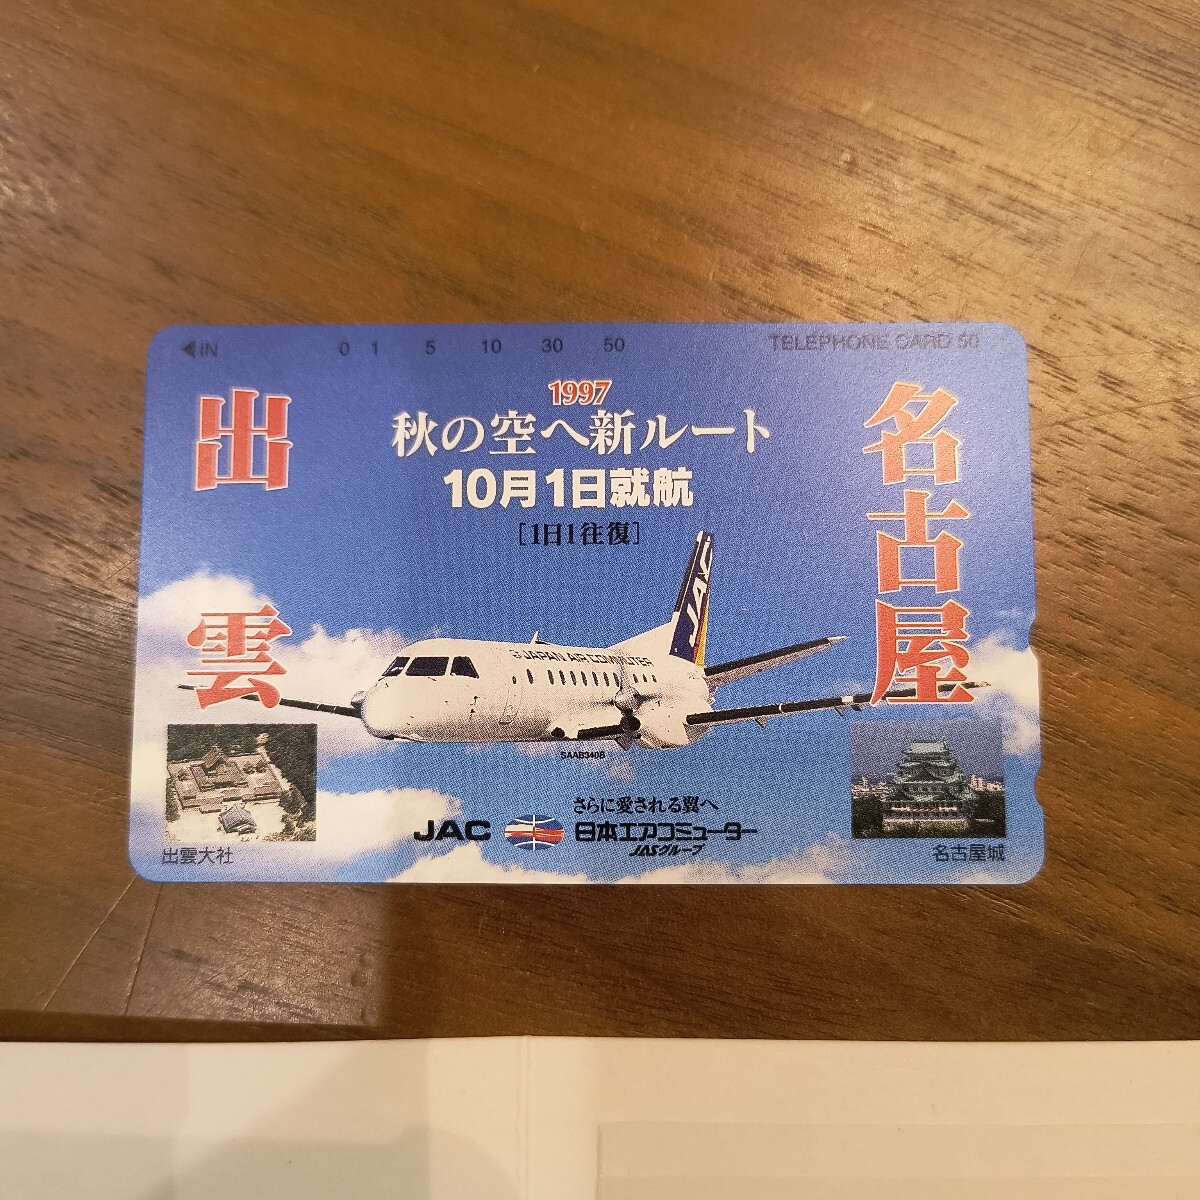 ◀IN 0 1 5 10 30 50 TELEPHONE CARD 50
1997
秋の空へ新ルート
10月1日就航
[1日1往復]
出雲
名古屋
JAC
JAPAN AIR COMMUTER
SAAB340B
さらに愛される翼へ
JAC 日本エアコミューター
JASグループ
出雲大社
名古屋城